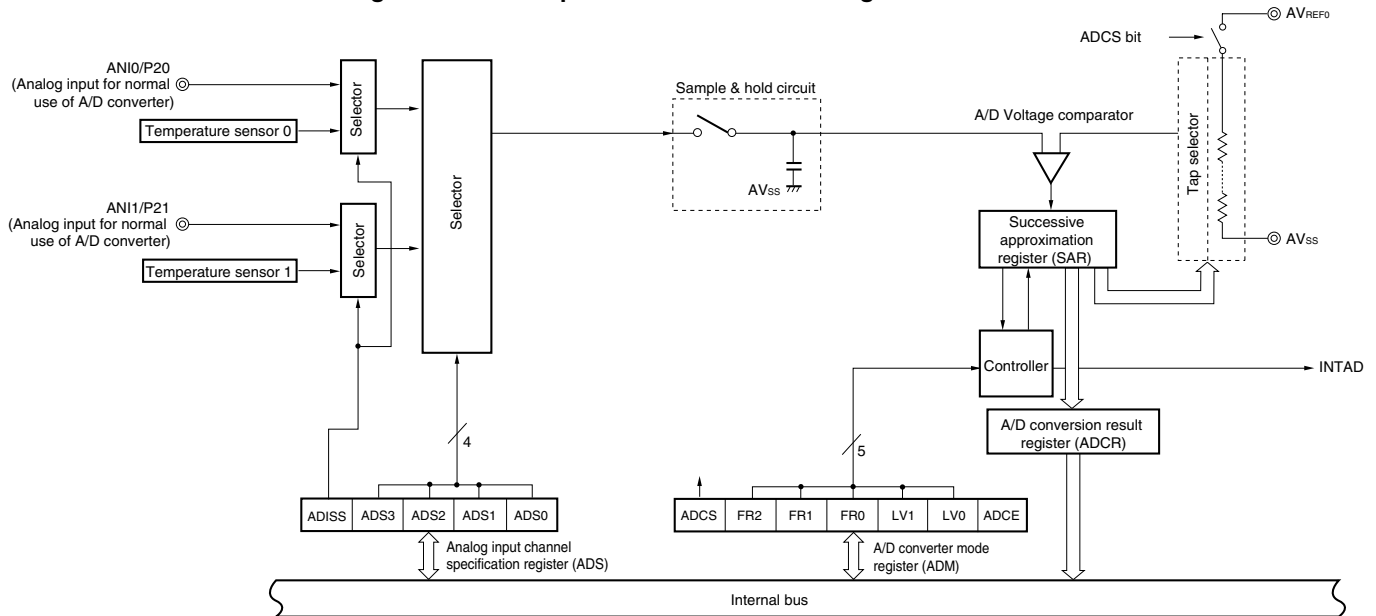 AVREF0
ADCS bit
ANI0/P20
(Analog input for normal
use of A/D converter)
Selector
Temperature sensor 0
Selector
Sample & hold circuit
AVSS
A/D Voltage comparator
Tap selector
ANI1/P21
(Analog input for normal
use of A/D converter)
Selector
Temperature sensor 1
Successive
approximation
register (SAR)
AVSS
Controller
INTAD
A/D conversion result
register (ADCR)
4
5
ADISS ADS3 ADS2 ADS1 ADS0
ADCS FR2 FR1 FR0 LV1 LV0 ADCE
Analog input channel
specification register (ADS)
A/D converter mode
register (ADM)
Internal bus